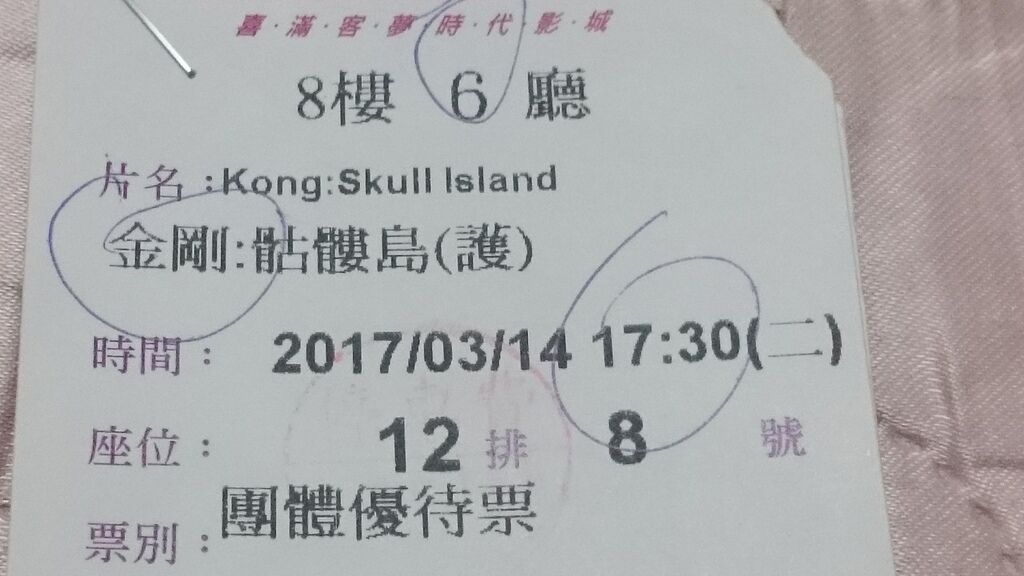 喜·滿·客·夢·時·代·影·城
8樓 6 廳
片名:Kong:Skull Island
金剛:骷髏島(護)
時間: 2017/03/14 17:30(二)
座位: 12 排 8 號
票別:團體優待票